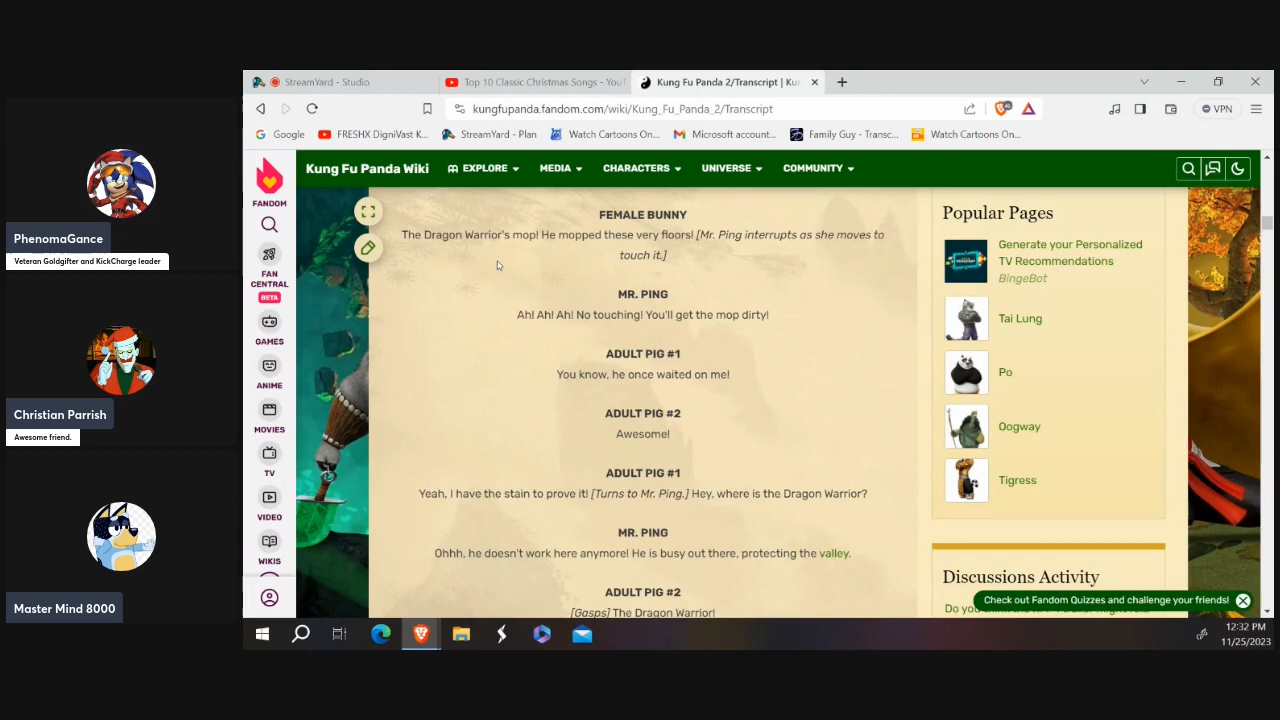 PhenomaGance
Veteran Goldgifter and KickCharge leader
Christian Parrish
Awesome friend.
Master Mind 8000
StreamYard - Studio
Top 10 Classic Christmas Songs - YouT
Kung Fu Panda 2/Transcript | Kun
kungfupanda.fandom.com/wiki/Kung_Fu_Panda_2/Transcript
VPN
Google
FRESHX DigniVast K...
StreamYard - Plan
Watch Cartoons On...
Microsoft account...
Family Guy - Transc...
Watch Cartoons On...
FANDOM
FAN
CENTRAL
BETA
GAMES
ANIME
MOVIES
TV
VIDEO
WIKIS
Kung Fu Panda Wiki
EXPLORE
MEDIA
CHARACTERS
UNIVERSE
COMMUNITY
FEMALE BUNNY
The Dragon Warrior's mop! He mopped these very floors! [Mr. Ping interrupts as she moves to
touch it.]
MR. PING
Ah! Ah! Ah! No touching! You'll get the mop dirty!
ADULT PIG #1
You know, he once waited on me!
ADULT PIG #2
Awesome!
ADULT PIG #1
Yeah, I have the stain to prove it! [Turns to Mr. Ping.] Hey, where is the Dragon Warrior?
MR. PING
Ohhh, he doesn't work here anymore! He is busy out there, protecting the valley.
ADULT PIG #2
[Gasps] The Dragon Warrior!
Popular Pages
Generate your Personalized
TV Recommendations
BingeBot
Tai Lung
Po
Oogway
Tigress
Discussions Activity
Check out Fandom Quizzes and challenge your friends!
12:32 PM
11/25/2023